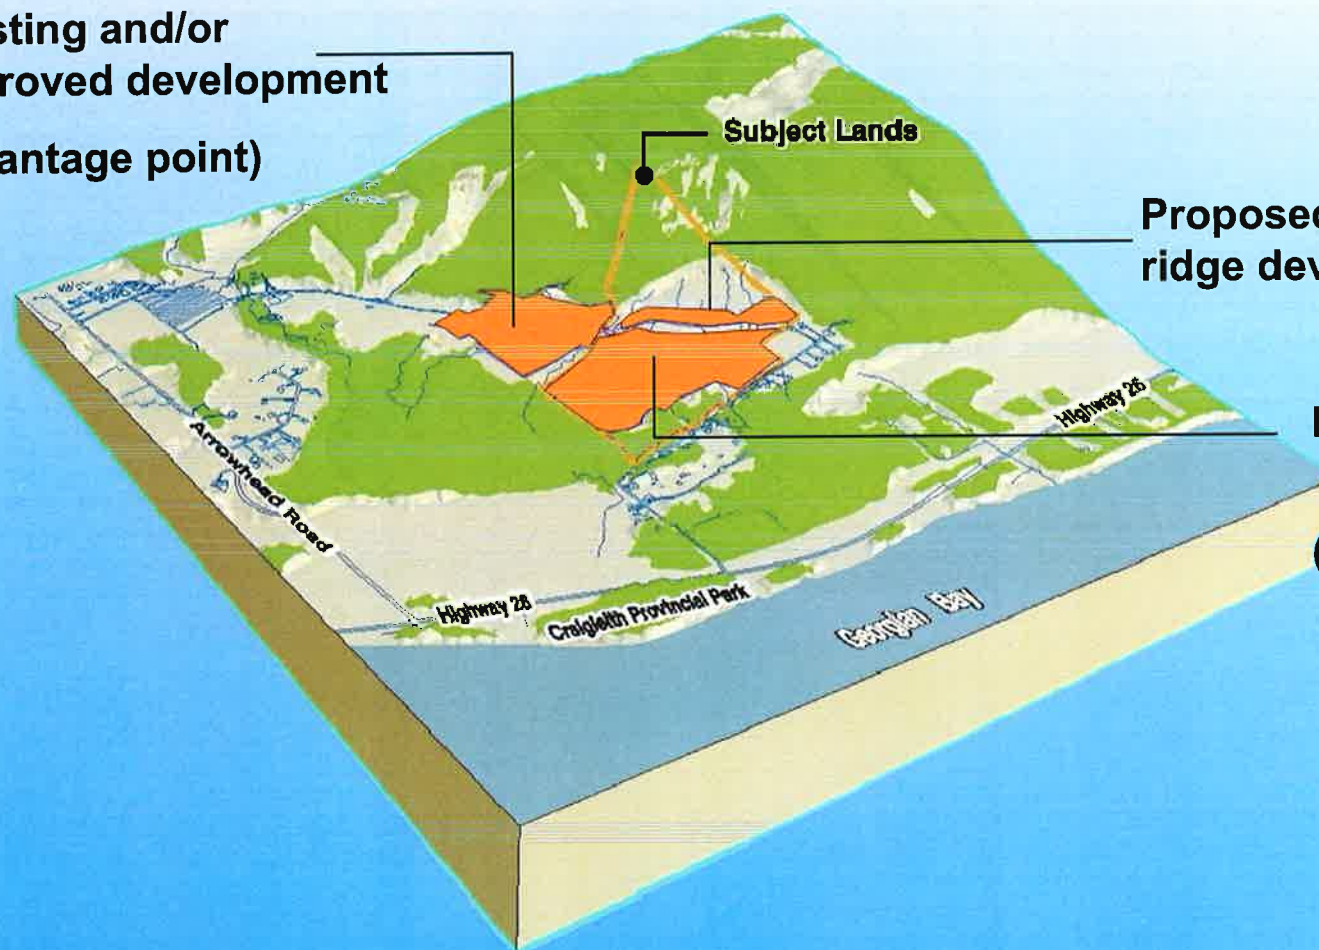 sting and/or
roved development
antage point)
Subject Lands
Proposed
ridge dev
Arrowhead Road
Highway 26
Highway 26
Craigleith Provincial Park
Georgian Bay